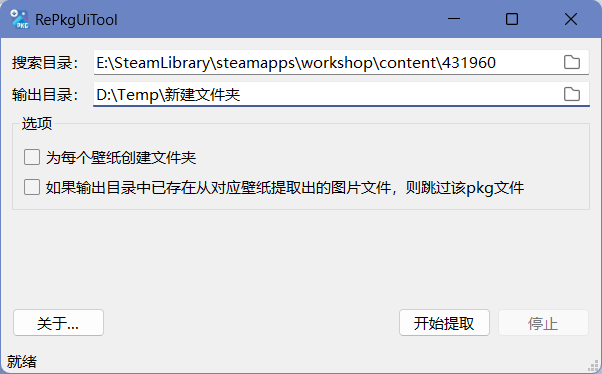 PKG
RePkgUiTool
搜索目录： E:\SteamLibrary\steamapps\workshop\content\431960
输出目录： D:\Temp\新建文件夹
选项
为每个壁纸创建文件夹
如果输出目录中已存在从对应壁纸提取出的图片文件，则跳过该pkg文件
关于... 开始提取 停止
就绪